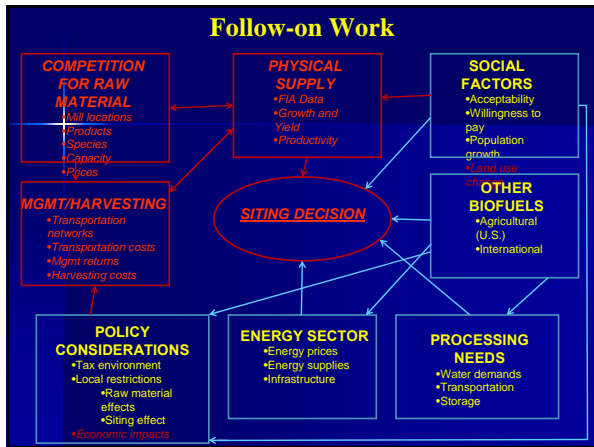 Follow-on Work
COMPETITION
FOR RAW
MATERIAL
•Mill locations
•Products
•Species
•Capacity
•Prices
PHYSICAL
SUPPLY
•FIA Data
•Growth and
Yield
•Productivity
SOCIAL
FACTORS
•Acceptability
•Willingness to
pay
•Population
growth
•Land use
change
MGMT/HARVESTING
•Transportation
networks
•Transportation costs
•Mgmt returns
•Harvesting costs
SITING DECISION
OTHER
BIOFUELS
•Agricultural
(U.S.)
•International
POLICY
CONSIDERATIONS
•Tax environment
•Local restrictions
•Raw material
effects
•Siting effect
•Economic impacts
ENERGY SECTOR
•Energy prices
•Energy supplies
•Infrastructure
PROCESSING
NEEDS
•Water demands
•Transportation
•Storage